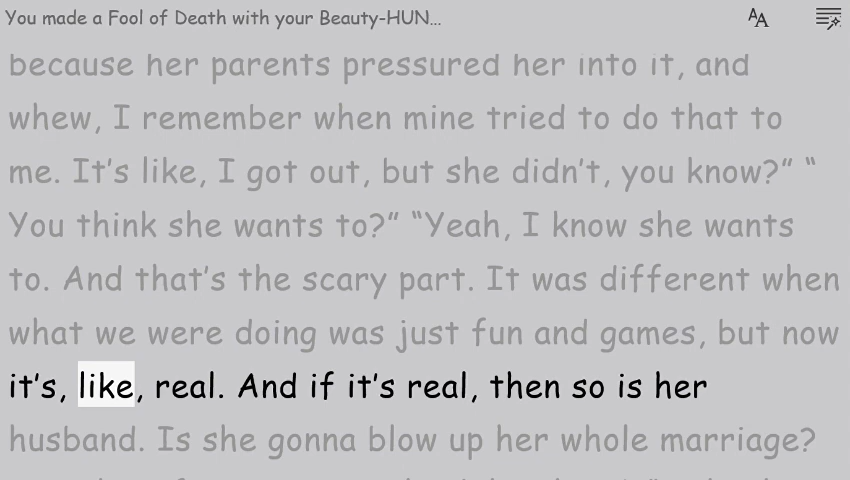 You made a Fool of Death with your Beauty-HUN...
because her parents pressured her into it, and
whew, I remember when mine tried to do that to
me. It’s like, I got out, but she didn’t, you know?” “
You think she wants to?” “Yeah, I know she wants
to. And that’s the scary part. It was different when
what we were doing was just fun and games, but now
it’s, like, real. And if it’s real, then so is her
husband. Is she gonna blow up her whole marriage?